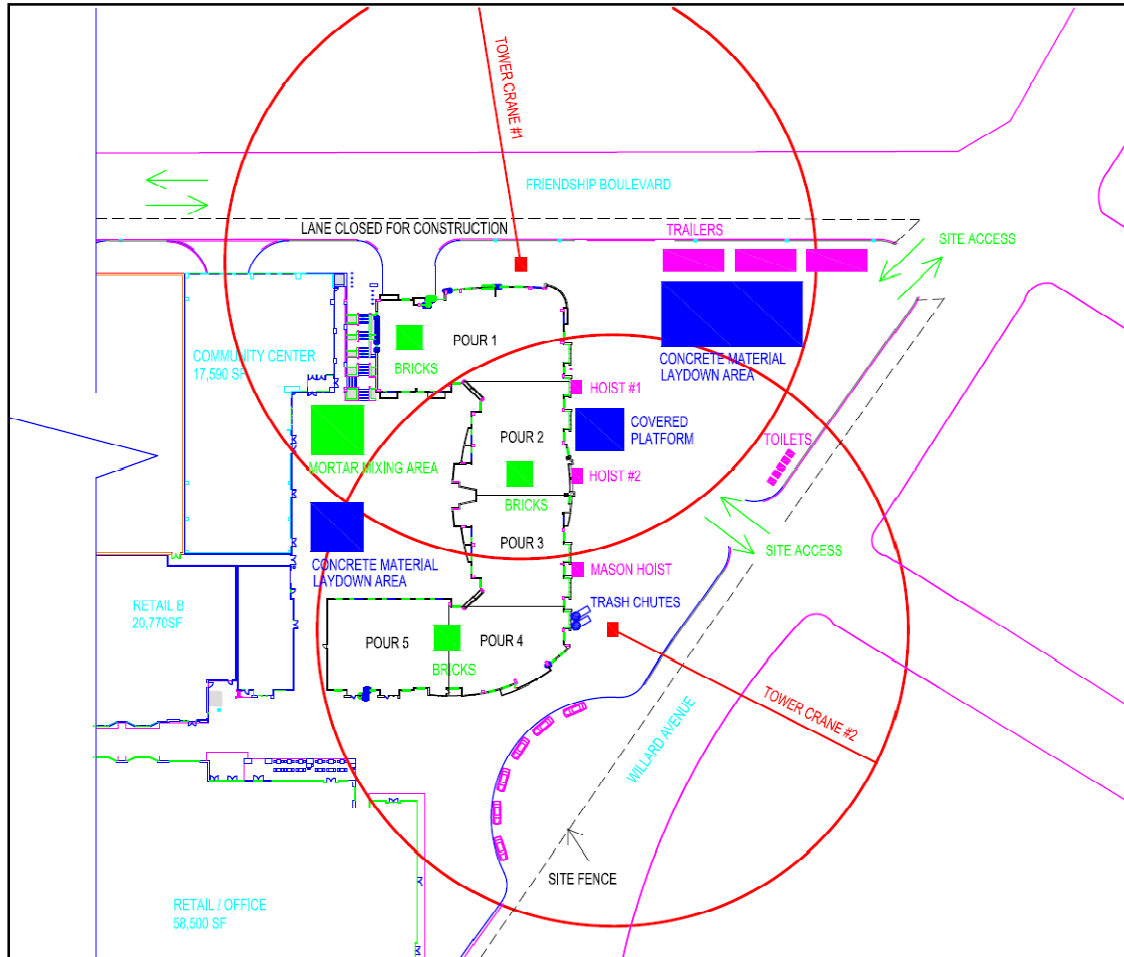 TOWER CRANE #1
FRIENDSHIP BOULEVARD
LANE CLOSED FOR CONSTRUCTION
TRAILERS
SITE ACCESS
COMMUNITY CENTER
17,590 SF
POUR 1
BRICKS
CONCRETE MATERIAL
LAYDOWN AREA
HOIST #1
COVERED
PLATFORM
POUR 2
TOILETS
MORTAR MIXING AREA
HOIST #2
BRICKS
POUR 3
SITE ACCESS
CONCRETE MATERIAL
LAYDOWN AREA
MASON HOIST
RETAIL B
20,770SF
TRASH CHUTES
POUR 5
POUR 4
BRICKS
TOWER CRANE #2
WILLARD AVENUE
SITE FENCE
RETAIL / OFFICE
58,500 SF